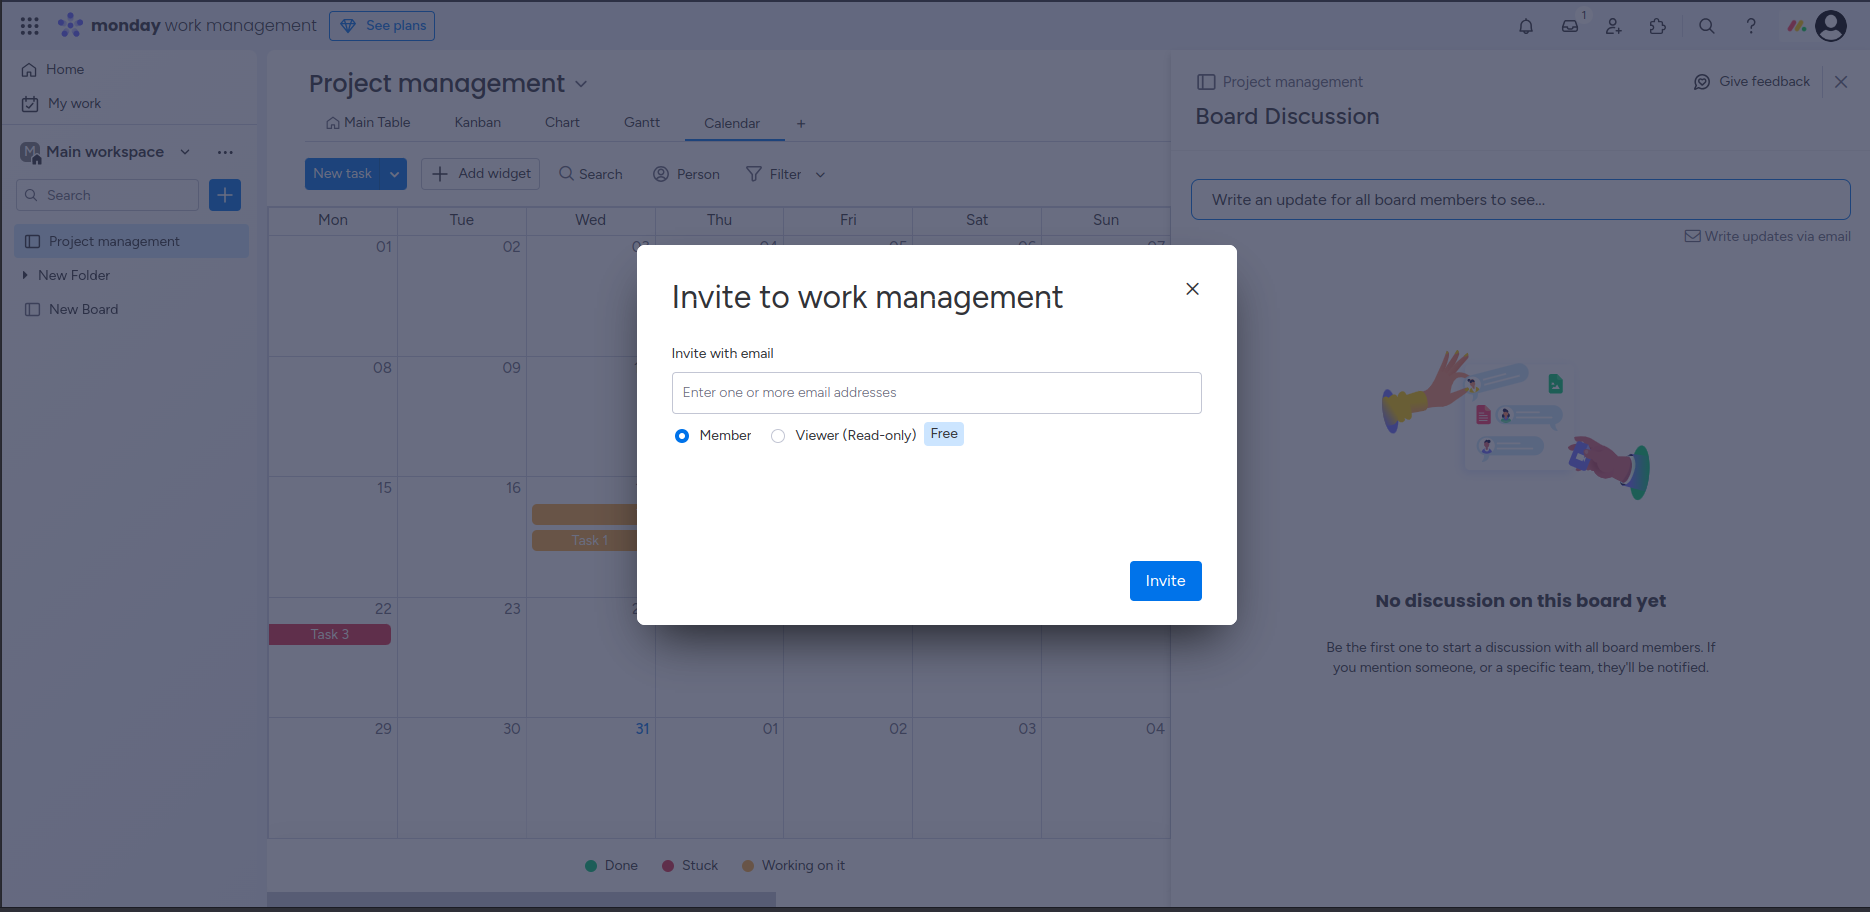 monday work management
See plans
1
Home
My work
M Main workspace
Search
Project management
New Folder
New Board
Project management
Main Table Kanban Chart Gantt Calendar
New task Add widget Search Person Filter
Mon Tue Wed Thu Fri Sat Sun
01 02
08 09
15 16
Task 1
22 23
Task 3
29 30 31 01 02 03 04
Done Stuck Working on it
Project management
Give feedback
Board Discussion
Write an update for all board members to see...
Write updates via email
No discussion on this board yet
Be the first one to start a discussion with all board members. If
you mention someone, or a specific team, they'll be notified.
Invite to work management
Invite with email
Enter one or more email addresses
Member Viewer (Read-only) Free
Invite